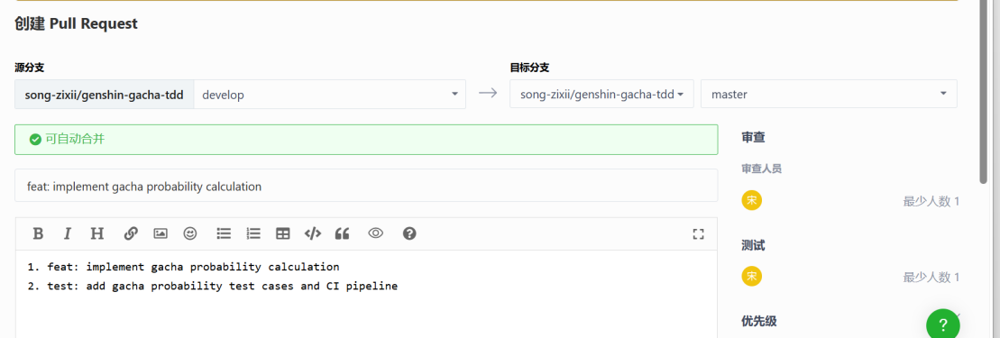 创建 Pull Request
源分支
目标分支
song-zixii/genshin-gacha-tdd develop
song-zixii/genshin-gacha-tdd master
可自动合并
feat: implement gacha probability calculation
B I H
1. feat: implement gacha probability calculation
2. test: add gacha probability test cases and CI pipeline
审查
审查人员
宋 最少人数 1
测试
宋 最少人数 1
优先级
?